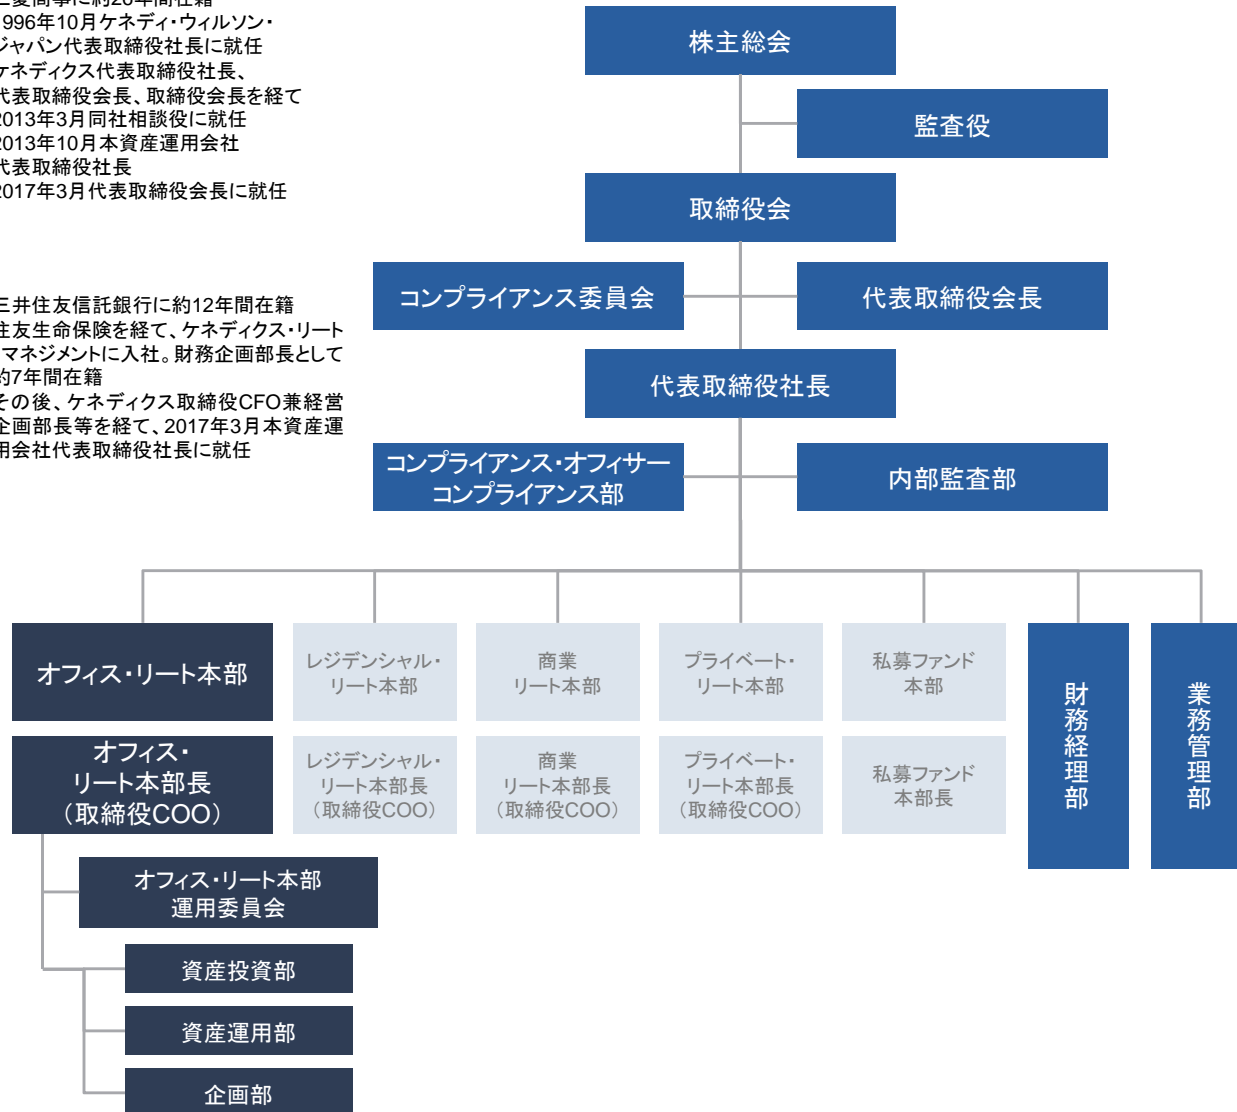 三菱商事に約20年間在籍
1996年10月ケネディ・ウィルソン・
ジャパン代表取締役社長に就任
ケネディクス代表取締役社長、
代表取締役会長、取締役会長を経て
2013年3月同社相談役に就任
2013年10月本資産運用会社
代表取締役社長
2017年3月代表取締役会長に就任
三井住友信託銀行に約12年間在籍
住友生命保険を経て、ケネディクス・リート
・マネジメントに入社。財務企画部長として
約7年間在籍
その後、ケネディクス取締役CFO兼経営
企画部長等を経て、2017年3月本資産運
用会社代表取締役社長に就任
株主総会
監査役
取締役会
コンプライアンス委員会
代表取締役会長
代表取締役社長
コンプライアンス・オフィサー
コンプライアンス部
内部監査部
オフィス・リート本部
レジデンシャル・
リート本部
商業
リート本部
プライベート・
リート本部
私募ファンド
本部
財務経理部
業務管理部
オフィス・
リート本部長
（取締役COO）
レジデンシャル・
リート本部長
（取締役COO）
商業
リート本部長
（取締役COO）
プライベート・
リート本部長
（取締役COO）
私募ファンド
本部長
オフィス・リート本部
運用委員会
資産投資部
資産運用部
企画部